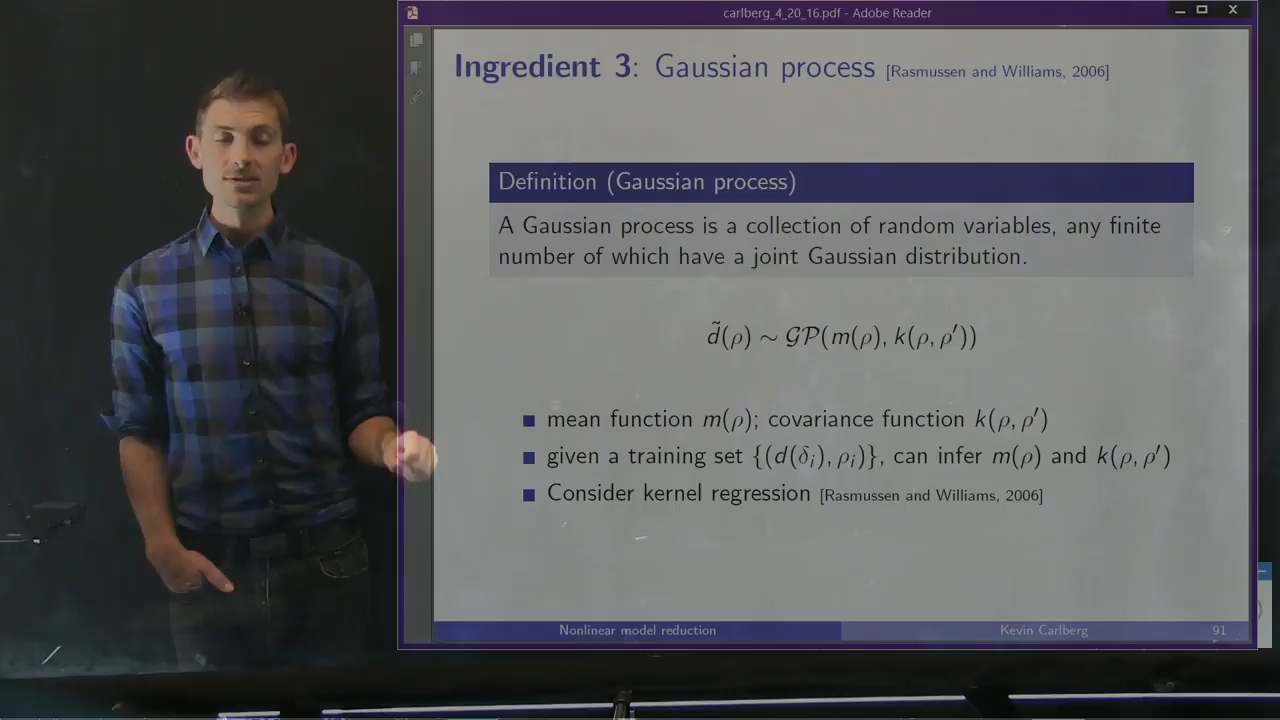 carlberg_4_20_16.pdf - Adobe Reader
Ingredient 3: Gaussian process [Rasmussen and Williams, 2006]
Definition (Gaussian process)
A Gaussian process is a collection of random variables, any finite
number of which have a joint Gaussian distribution.
d̃(ρ) ∼ 𝒢𝒫(m(ρ), k(ρ, ρ′))
■ mean function m(ρ); covariance function k(ρ, ρ′)
■ given a training set {(d(δᵢ), ρᵢ)}, can infer m(ρ) and k(ρ, ρ′)
■ Consider kernel regression [Rasmussen and Williams, 2006]
Nonlinear model reduction Kevin Carlberg 91